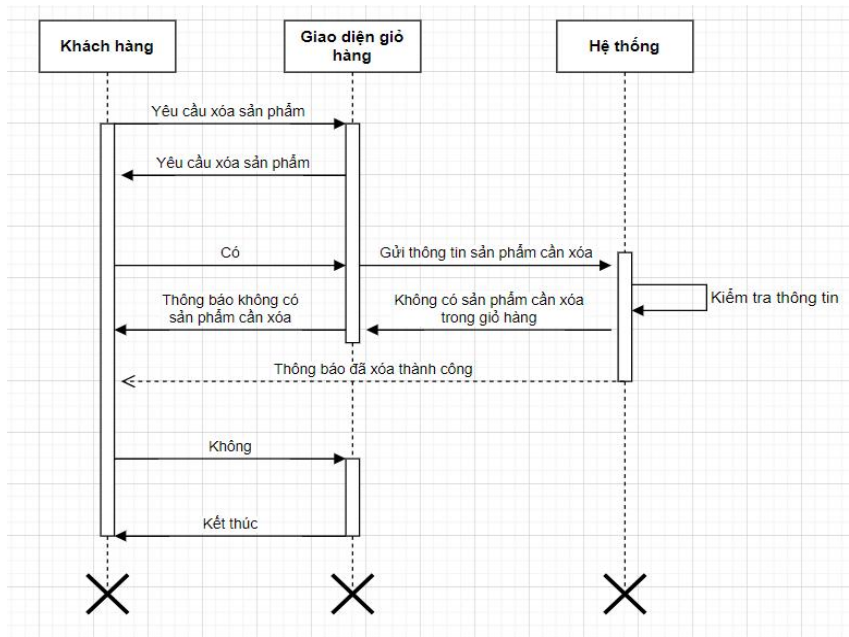 Khách hàng
Giao diện giỏ
hàng
Hệ thống
Yêu cầu xóa sản phẩm
Yêu cầu xóa sản phẩm
Có
Gửi thông tin sản phẩm cần xóa
Kiểm tra thông tin
Thông báo không có
sản phẩm cần xóa
Không có sản phẩm cần xóa
trong giỏ hàng
Thông báo đã xóa thành công
Không
Kết thúc